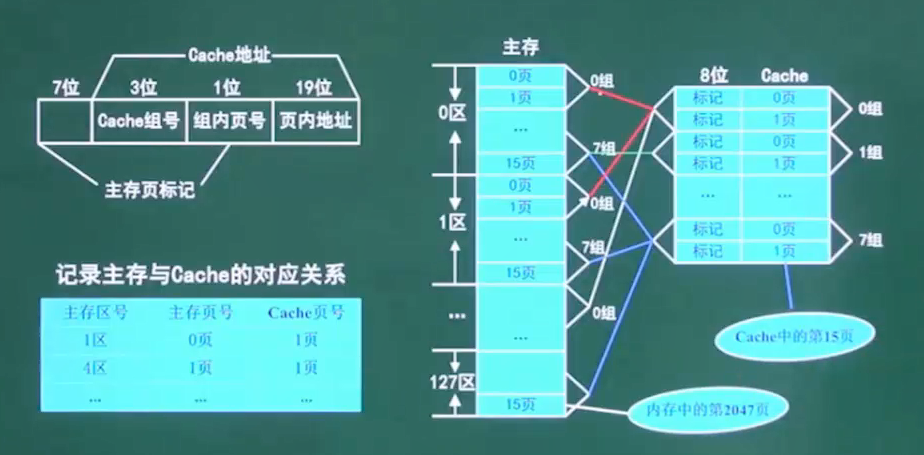 Cache地址
7位 3位 1位 19位
Cache组号 组内页号 页内地址
主存页标记
记录主存与Cache的对应关系
主存区号 主存页号 Cache页号
1区 0页 1页
4区 1页 1页
... ... ...
主存
0页
1页
...
15页
0页
1页
...
15页
...
15页
0区
1区
...
127区
0组
7组
0组
7组
0组
8位 Cache
标记 0页
标记 1页
标记 0页
标记 1页
... ...
标记 0页
标记 1页
0组
1组
7组
Cache中的第15页
内存中的第2047页